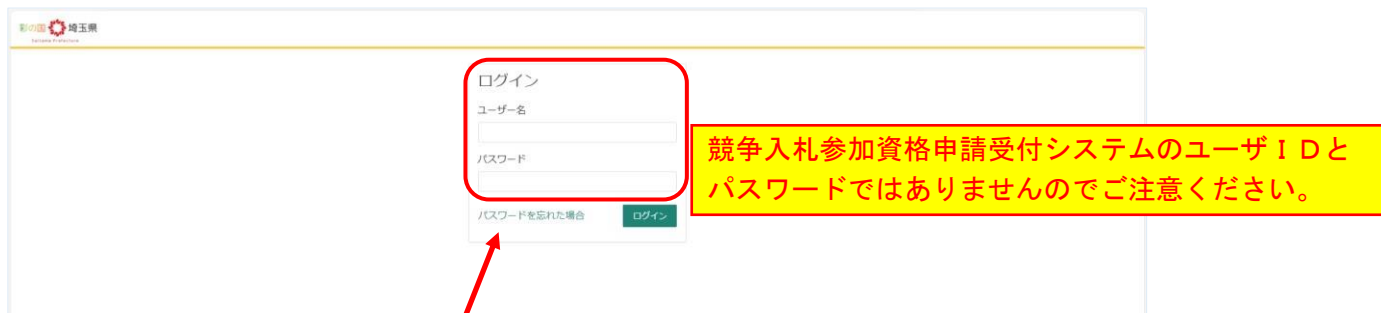 彩の国 埼玉県
Saitama Prefecture
ログイン
ユーザー名
パスワード
パスワードを忘れた場合 ログイン
競争入札参加資格申請受付システムのユーザＩＤと
パスワードではありませんのでご注意ください。